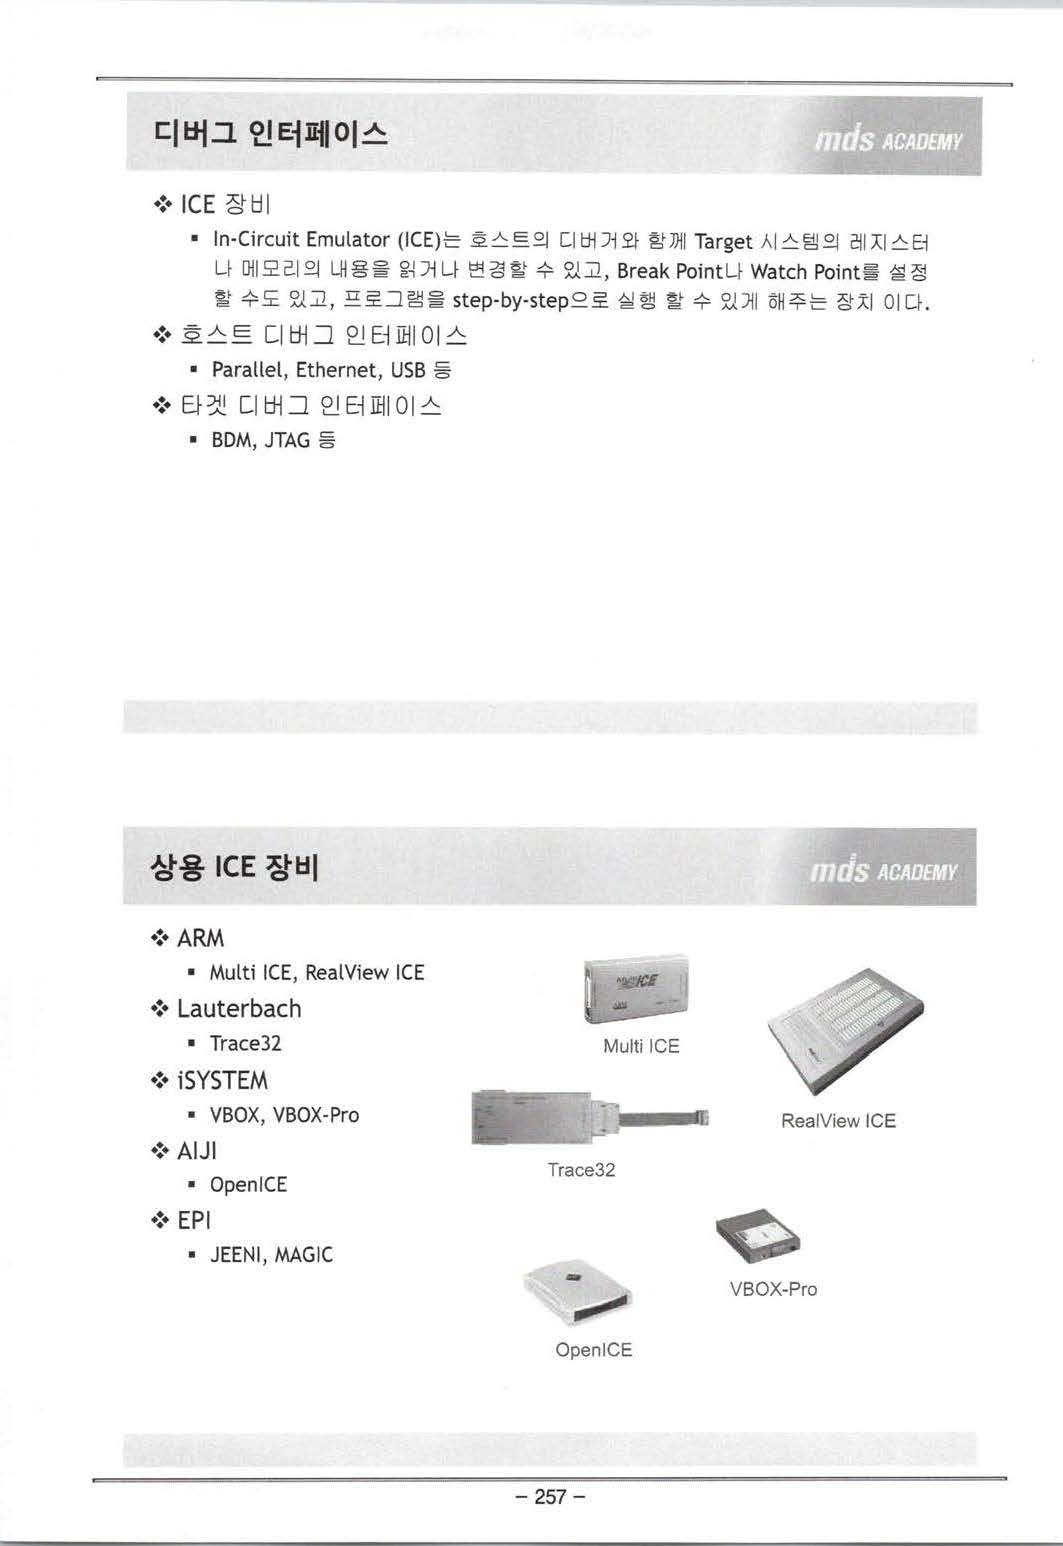 디버그 인터페이스
mds ACADEMY
❖ ICE 장비
▪ In-Circuit Emulator (ICE)는 호스트의 디버거와 함께 Target 시스템의 레지스터
나 메모리의 내용을 읽거나 변경할 수 있고, Break Point나 Watch Point를 설정
할 수도 있고, 프로그램을 step-by-step으로 실행 할 수 있게 해주는 장치 이다.
❖ 호스트 디버그 인터페이스
▪ Parallel, Ethernet, USB 등
❖ 타겟 디버그 인터페이스
▪ BDM, JTAG 등
상용 ICE 장비
mds ACADEMY
❖ ARM
▪ Multi ICE, RealView ICE
❖ Lauterbach
▪ Trace32
❖ iSYSTEM
▪ VBOX, VBOX-Pro
❖ AIJI
▪ OpenICE
❖ EPI
▪ JEENI, MAGIC
Multi ICE
Multi ICE
RealView ICE
Trace32
VBOX-Pro
OpenICE
- 257 -